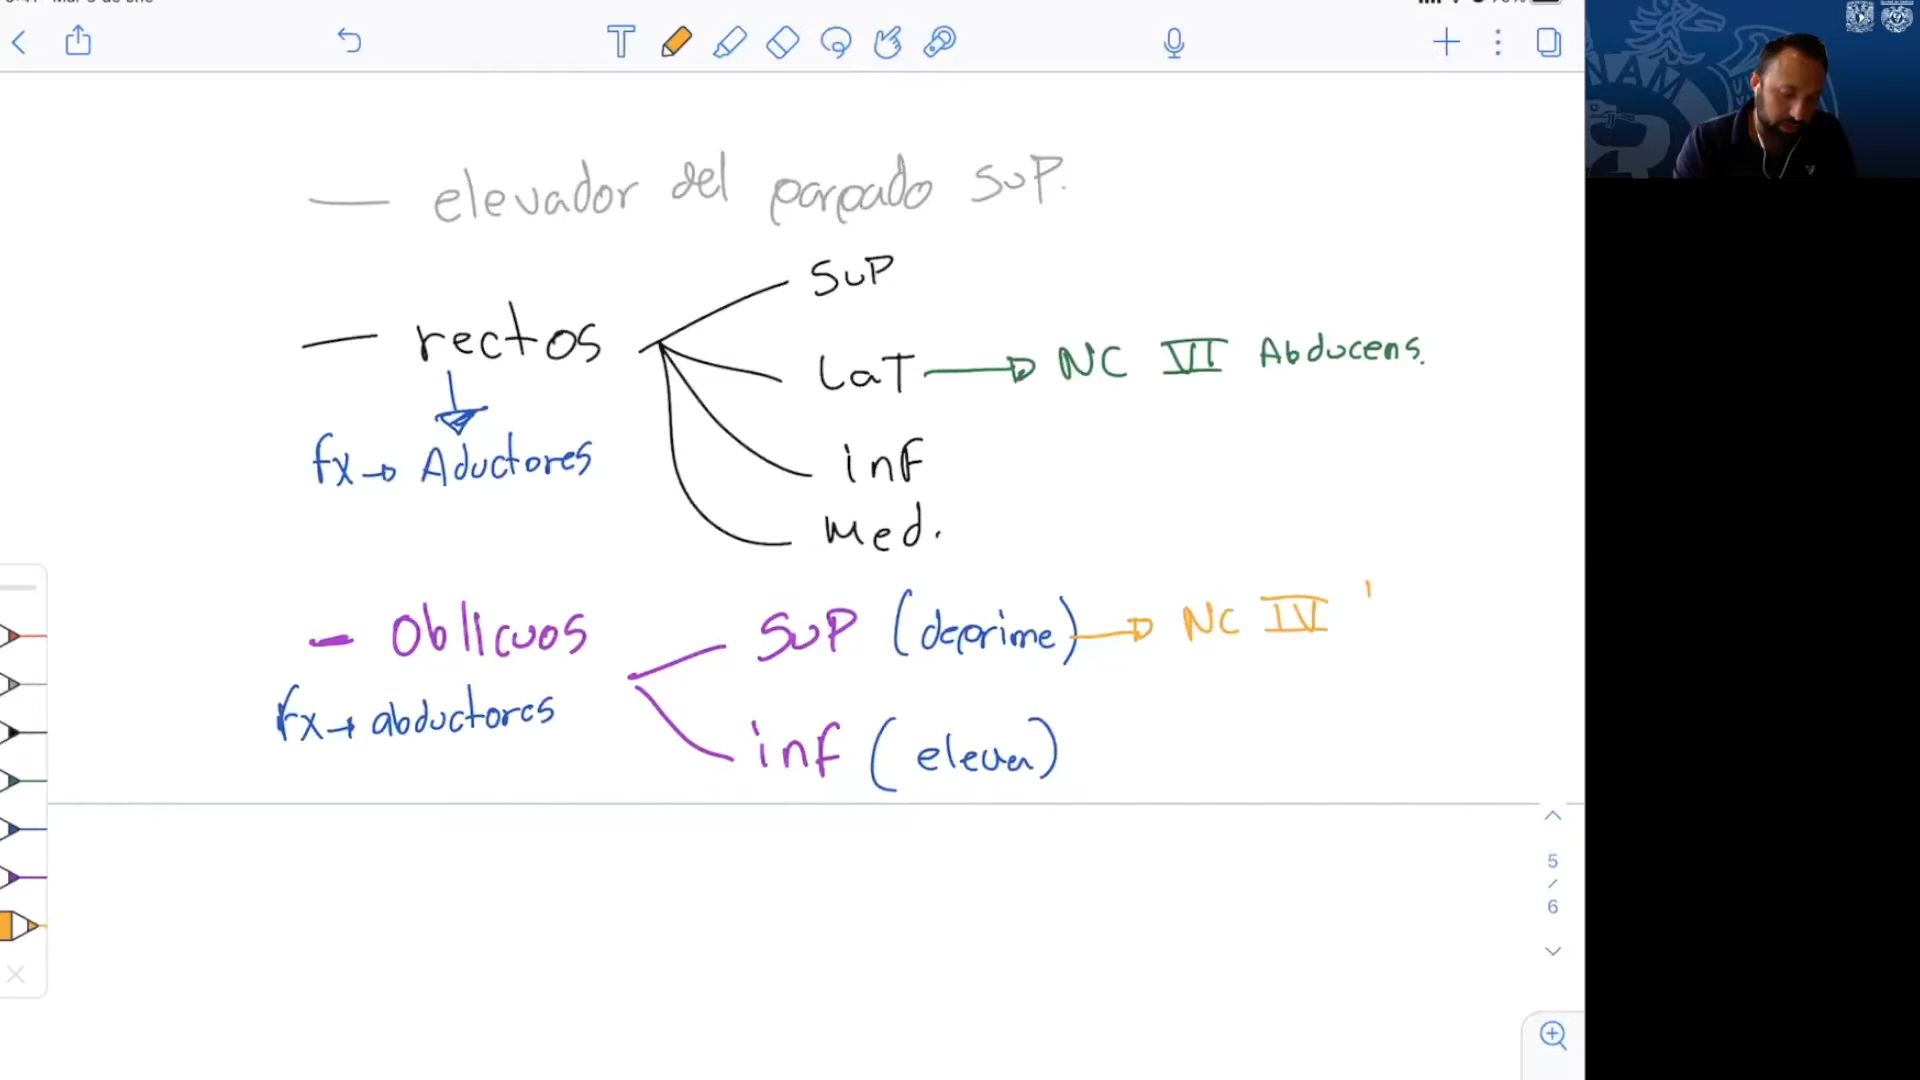 — elevador del parpado SUP.
SUP
— rectos
LaT → NC VI Abducens.
fx → Aductores
inf
Med.
- Oblicuos
SUP (deprime) → NC IV '
fx → abductores
inf (eleva)
5
/
6
NAM